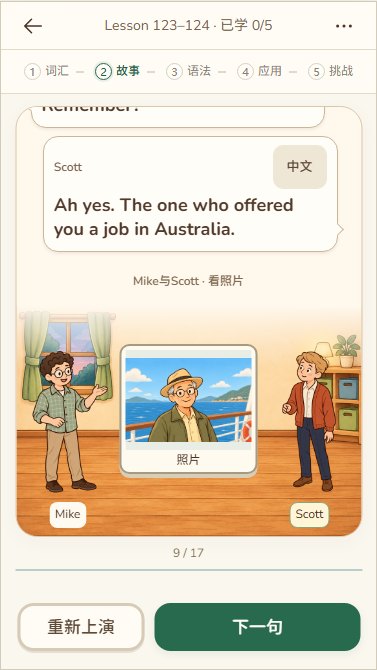 Lesson 123–124 · 已学 0/5
1 词汇 – 2 故事 – 3 语法 – 4 应用 – 5 挑战
Remember?
Scott
中文
Ah yes. The one who offered
you a job in Australia.
Mike与Scott · 看照片
照片
Mike
Scott
9 / 17
重新上演
下一句